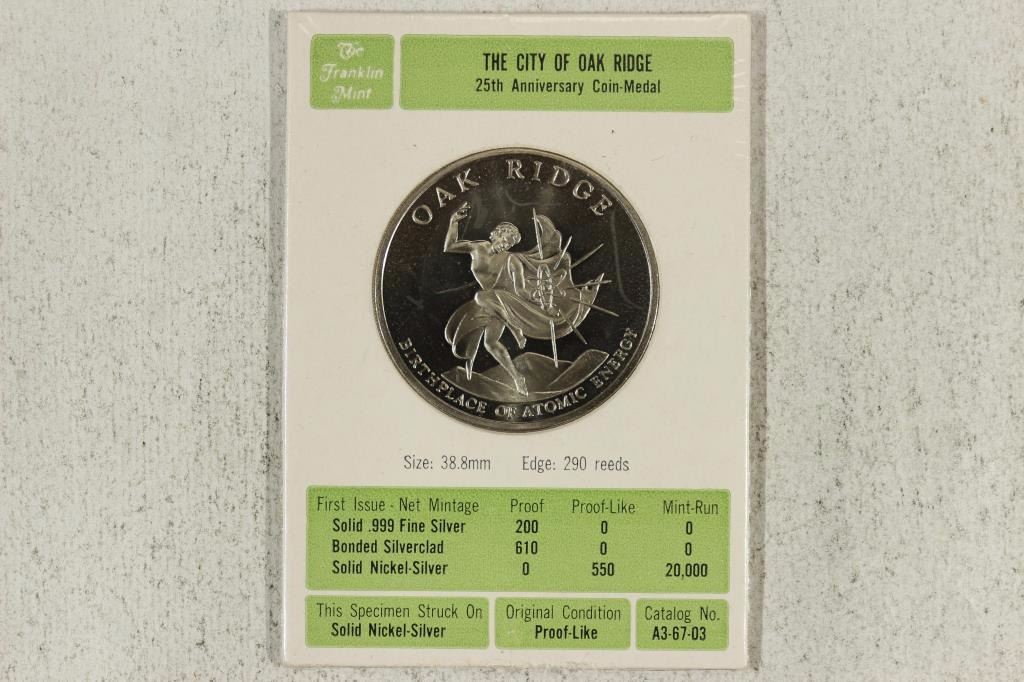 The
Franklin
Mint
THE CITY OF OAK RIDGE
25th Anniversary Coin-Medal
OAK RIDGE
BIRTHPLACE OF ATOMIC ENERGY
Size: 38.8mm Edge: 290 reeds
First Issue - Net Mintage Proof Proof-Like Mint-Run
Solid .999 Fine Silver 200 0 0
Bonded Silverclad 610 0 0
Solid Nickel-Silver 0 550 20,000
This Specimen Struck On
Solid Nickel-Silver
Original Condition
Proof-Like
Catalog No.
A3-67-03